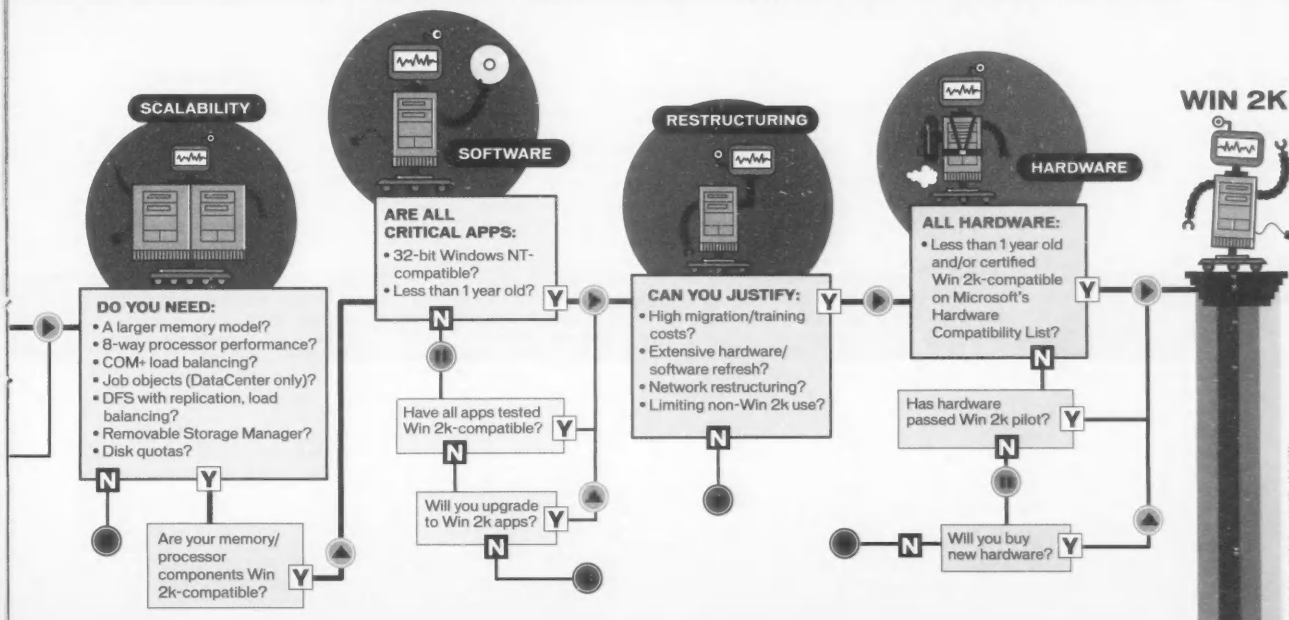 SCALABILITY
DO YOU NEED:
• A larger memory model?
• 8-way processor performance?
• COM+ load balancing?
• Job objects (DataCenter only)?
• DFS with replication, load
balancing?
• Removable Storage Manager?
• Disk quotas?
N
Y
Are your memory/
processor
components Win
2k-compatible?
Y
SOFTWARE
ARE ALL
CRITICAL APPS:
• 32-bit Windows NT-
compatible?
• Less than 1 year old?
Y
N
Have all apps tested
Win 2k-compatible?
Y
N
Will you upgrade
to Win 2k apps?
Y
N
RESTRUCTURING
CAN YOU JUSTIFY:
• High migration/training
costs?
• Extensive hardware/
software refresh?
• Network restructuring?
• Limiting non-Win 2k use?
Y
N
HARDWARE
ALL HARDWARE:
• Less than 1 year old
and/or certified
Win 2k-compatible
on Microsoft's
Hardware
Compatibility List?
Y
N
Has hardware
passed Win 2k pilot?
Y
N
Will you buy
new hardware?
Y
N
WIN 2K